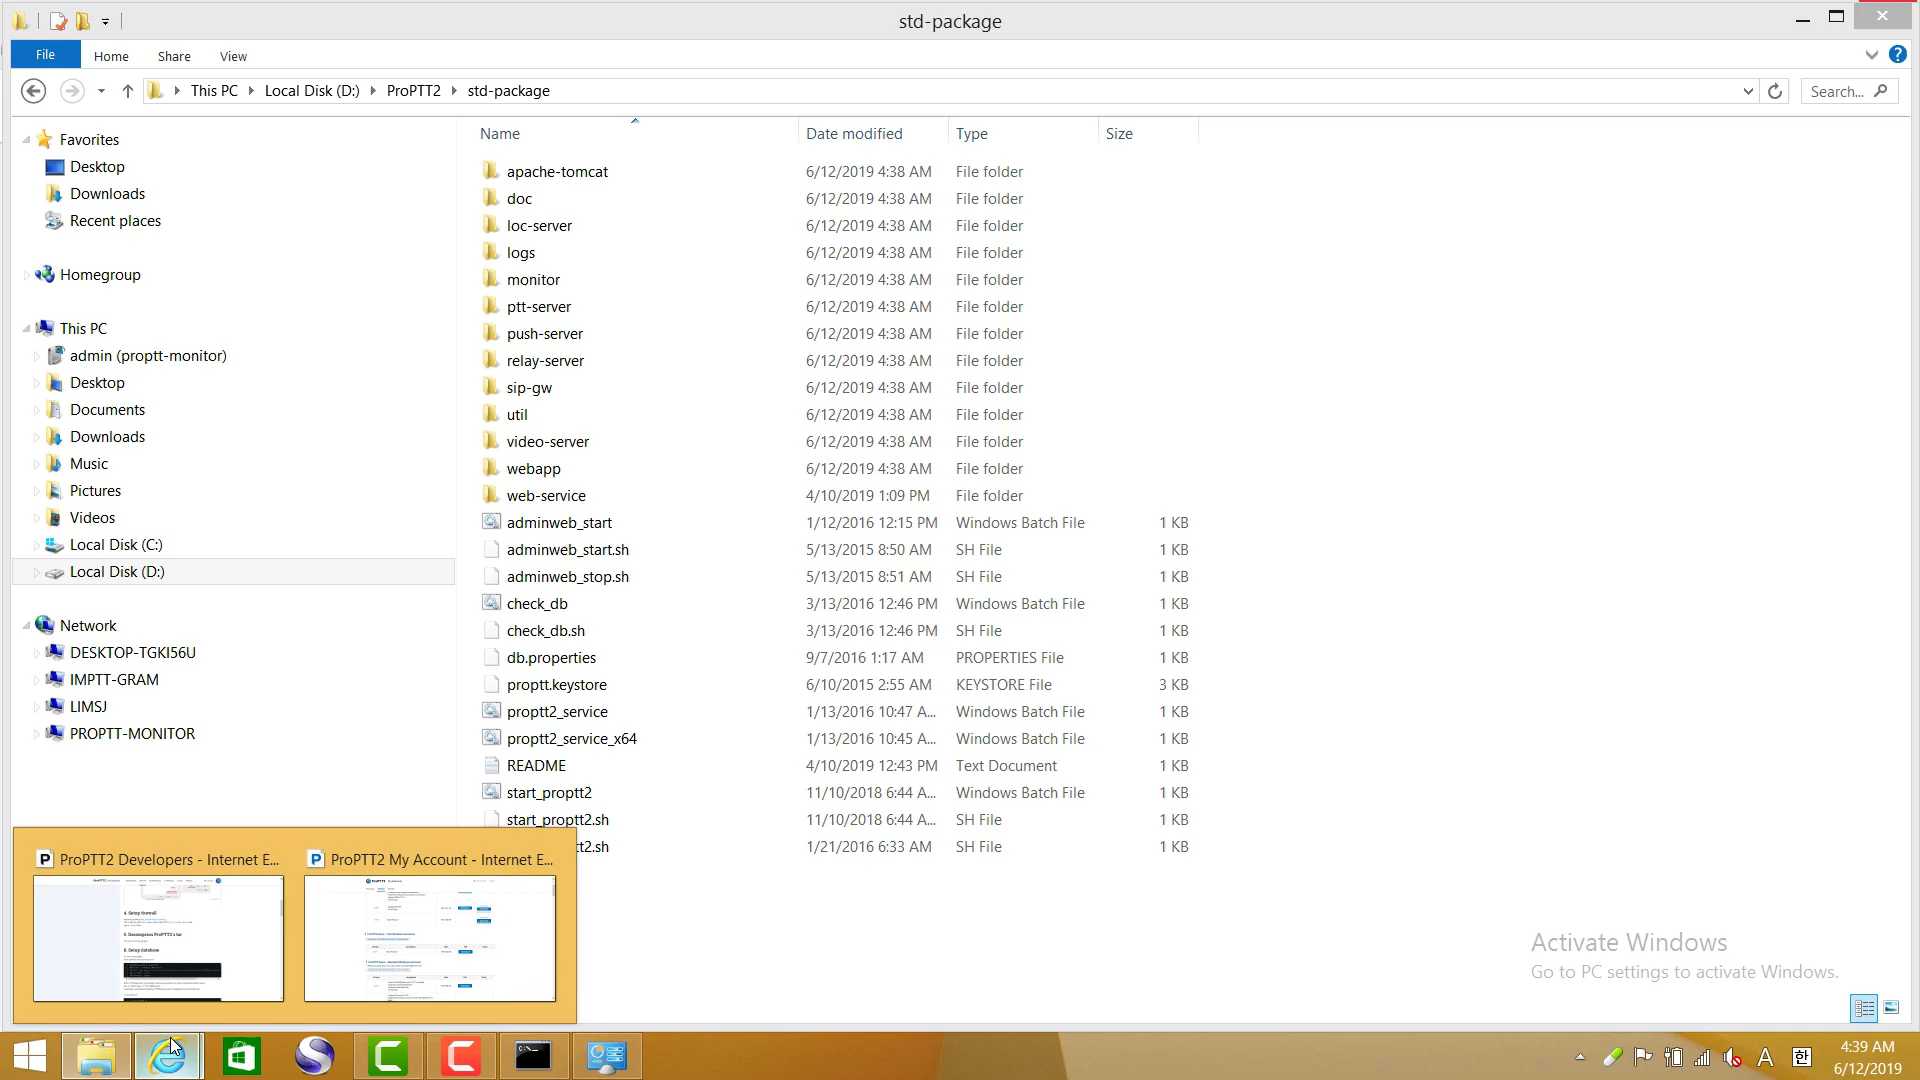 std-package
File Home Share View
This PC Local Disk (D:) ProPTT2 std-package Search...
Favorites
Desktop
Downloads
Recent places
Homegroup
This PC
admin (proptt-monitor)
Desktop
Documents
Downloads
Music
Pictures
Videos
Local Disk (C:)
Local Disk (D:)
Network
DESKTOP-TGKI56U
IMPTT-GRAM
LIMSJ
PROPTT-MONITOR
Name Date modified Type Size
apache-tomcat 6/12/2019 4:38 AM File folder
doc 6/12/2019 4:38 AM File folder
loc-server 6/12/2019 4:38 AM File folder
logs 6/12/2019 4:38 AM File folder
monitor 6/12/2019 4:38 AM File folder
ptt-server 6/12/2019 4:38 AM File folder
push-server 6/12/2019 4:38 AM File folder
relay-server 6/12/2019 4:38 AM File folder
sip-gw 6/12/2019 4:38 AM File folder
util 6/12/2019 4:38 AM File folder
video-server 6/12/2019 4:38 AM File folder
webapp 6/12/2019 4:38 AM File folder
web-service 4/10/2019 1:09 PM File folder
adminweb_start 1/12/2016 12:15 PM Windows Batch File 1 KB
adminweb_start.sh 5/13/2015 8:50 AM SH File 1 KB
adminweb_stop.sh 5/13/2015 8:51 AM SH File 1 KB
check_db 3/13/2016 12:46 PM Windows Batch File 1 KB
check_db.sh 3/13/2016 12:46 PM SH File 1 KB
db.properties 9/7/2016 1:17 AM PROPERTIES File 1 KB
proptt.keystore 6/10/2015 2:55 AM KEYSTORE File 3 KB
proptt2_service 1/13/2016 10:47 A... Windows Batch File 1 KB
proptt2_service_x64 1/13/2016 10:45 A... Windows Batch File 1 KB
README 4/10/2019 12:43 PM Text Document 1 KB
start_proptt2 11/10/2018 6:44 A... Windows Batch File 1 KB
start_proptt2.sh 11/10/2018 6:44 A... SH File 1 KB
tt2.sh 1/21/2016 6:33 AM SH File 1 KB
ProPTT2 Developers - Internet E...
ProPTT2 My Account - Internet E...
4. Setup firewall
5. Decompress ProPTT2's tar
6. Setup database
Activate Windows
Go to PC settings to activate Windows.
A 한 4:39 AM
6/12/2019